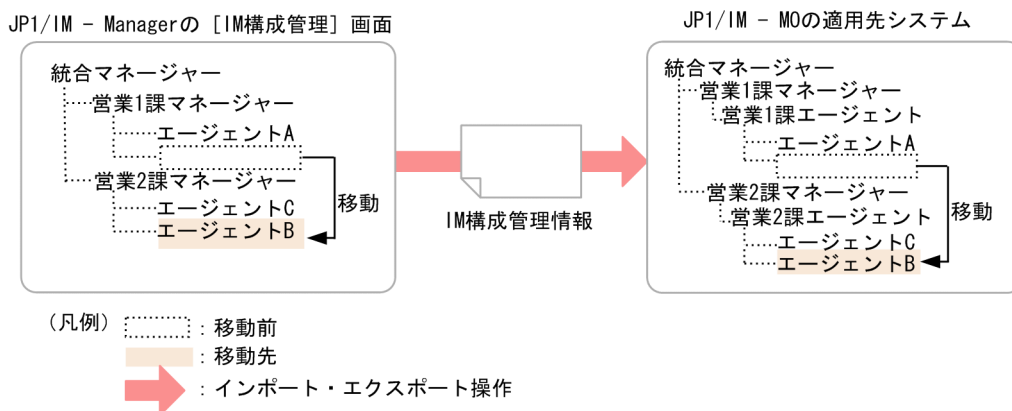 JP1/IM - Managerの［IM構成管理］画面
統合マネージャー
営業1課マネージャー
エージェントA
営業2課マネージャー
エージェントC
エージェントB
移動
IM構成管理情報
JP1/IM - MOの適用先システム
統合マネージャー
営業1課マネージャー
営業1課エージェント
エージェントA
営業2課マネージャー
営業2課エージェント
エージェントC
エージェントB
移動
（凡例）
：移動前
：移動先
：インポート・エクスポート操作